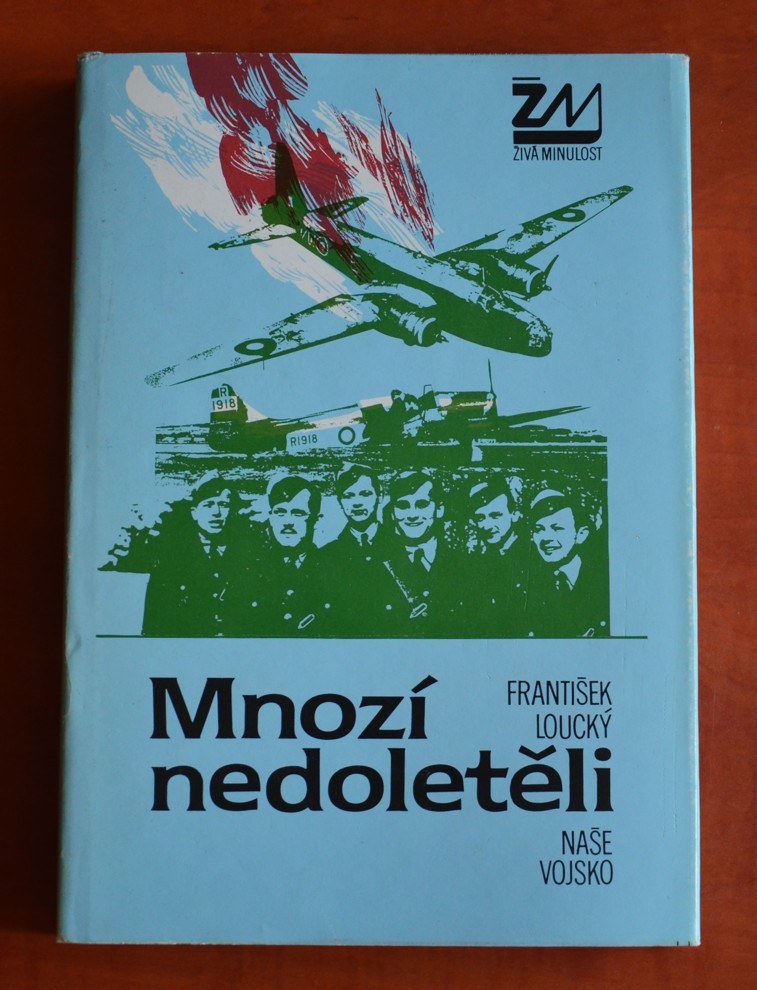 ŽM
ŽIVÁ MINULOST
R
1918
R1918
Mnozí
nedoletěli
FRANTIŠEK
LOUCKÝ
NAŠE
VOJSKO